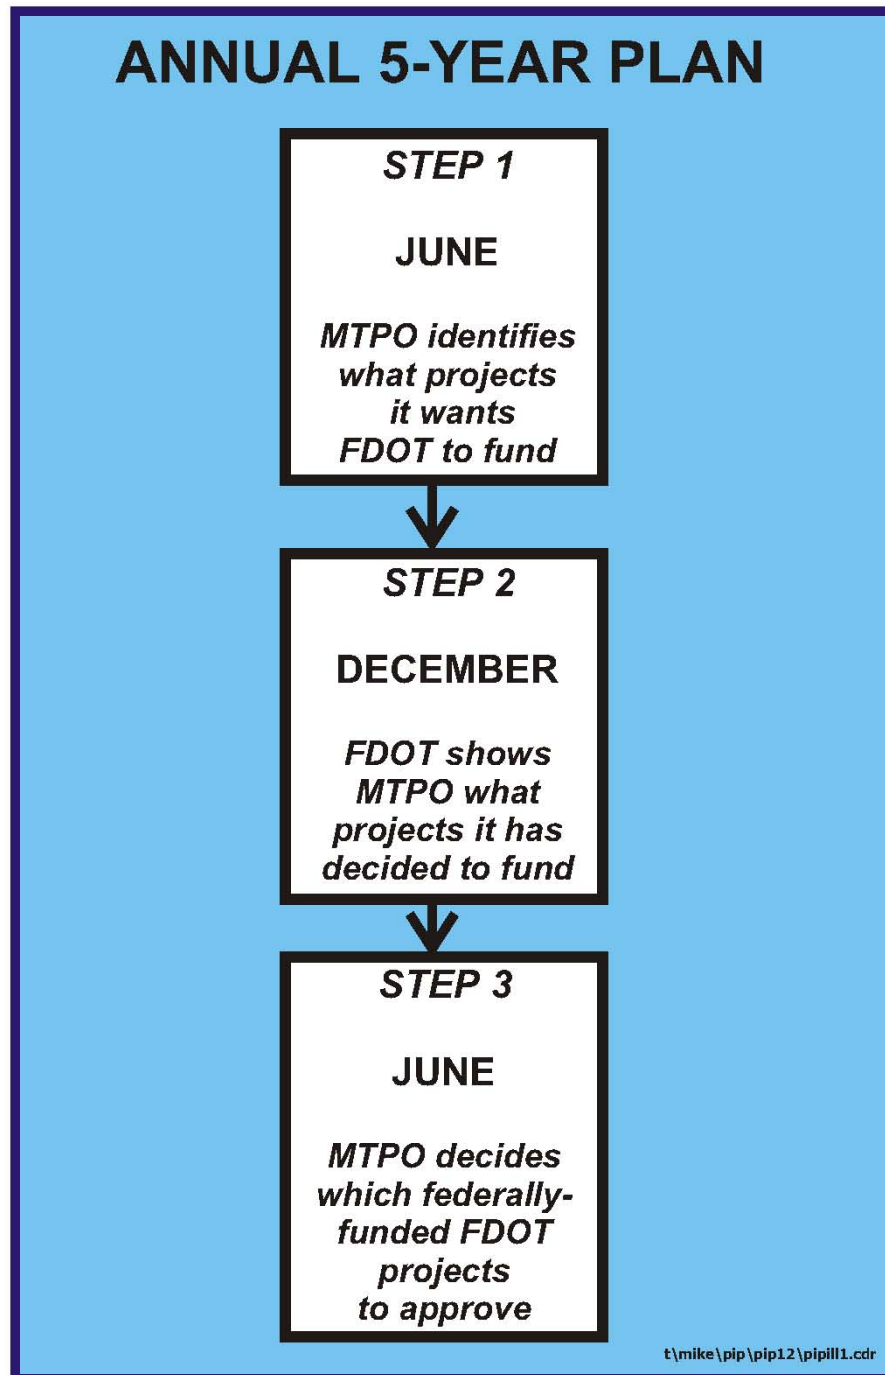 ANNUAL 5-YEAR PLAN
STEP 1
JUNE
MTPO identifies
what projects
it wants
FDOT to fund
STEP 2
DECEMBER
FDOT shows
MTPO what
projects it has
decided to fund
STEP 3
JUNE
MTPO decides
which federally-
funded FDOT
projects
to approve
t\mike\pip\pip12\pipill1.cdr